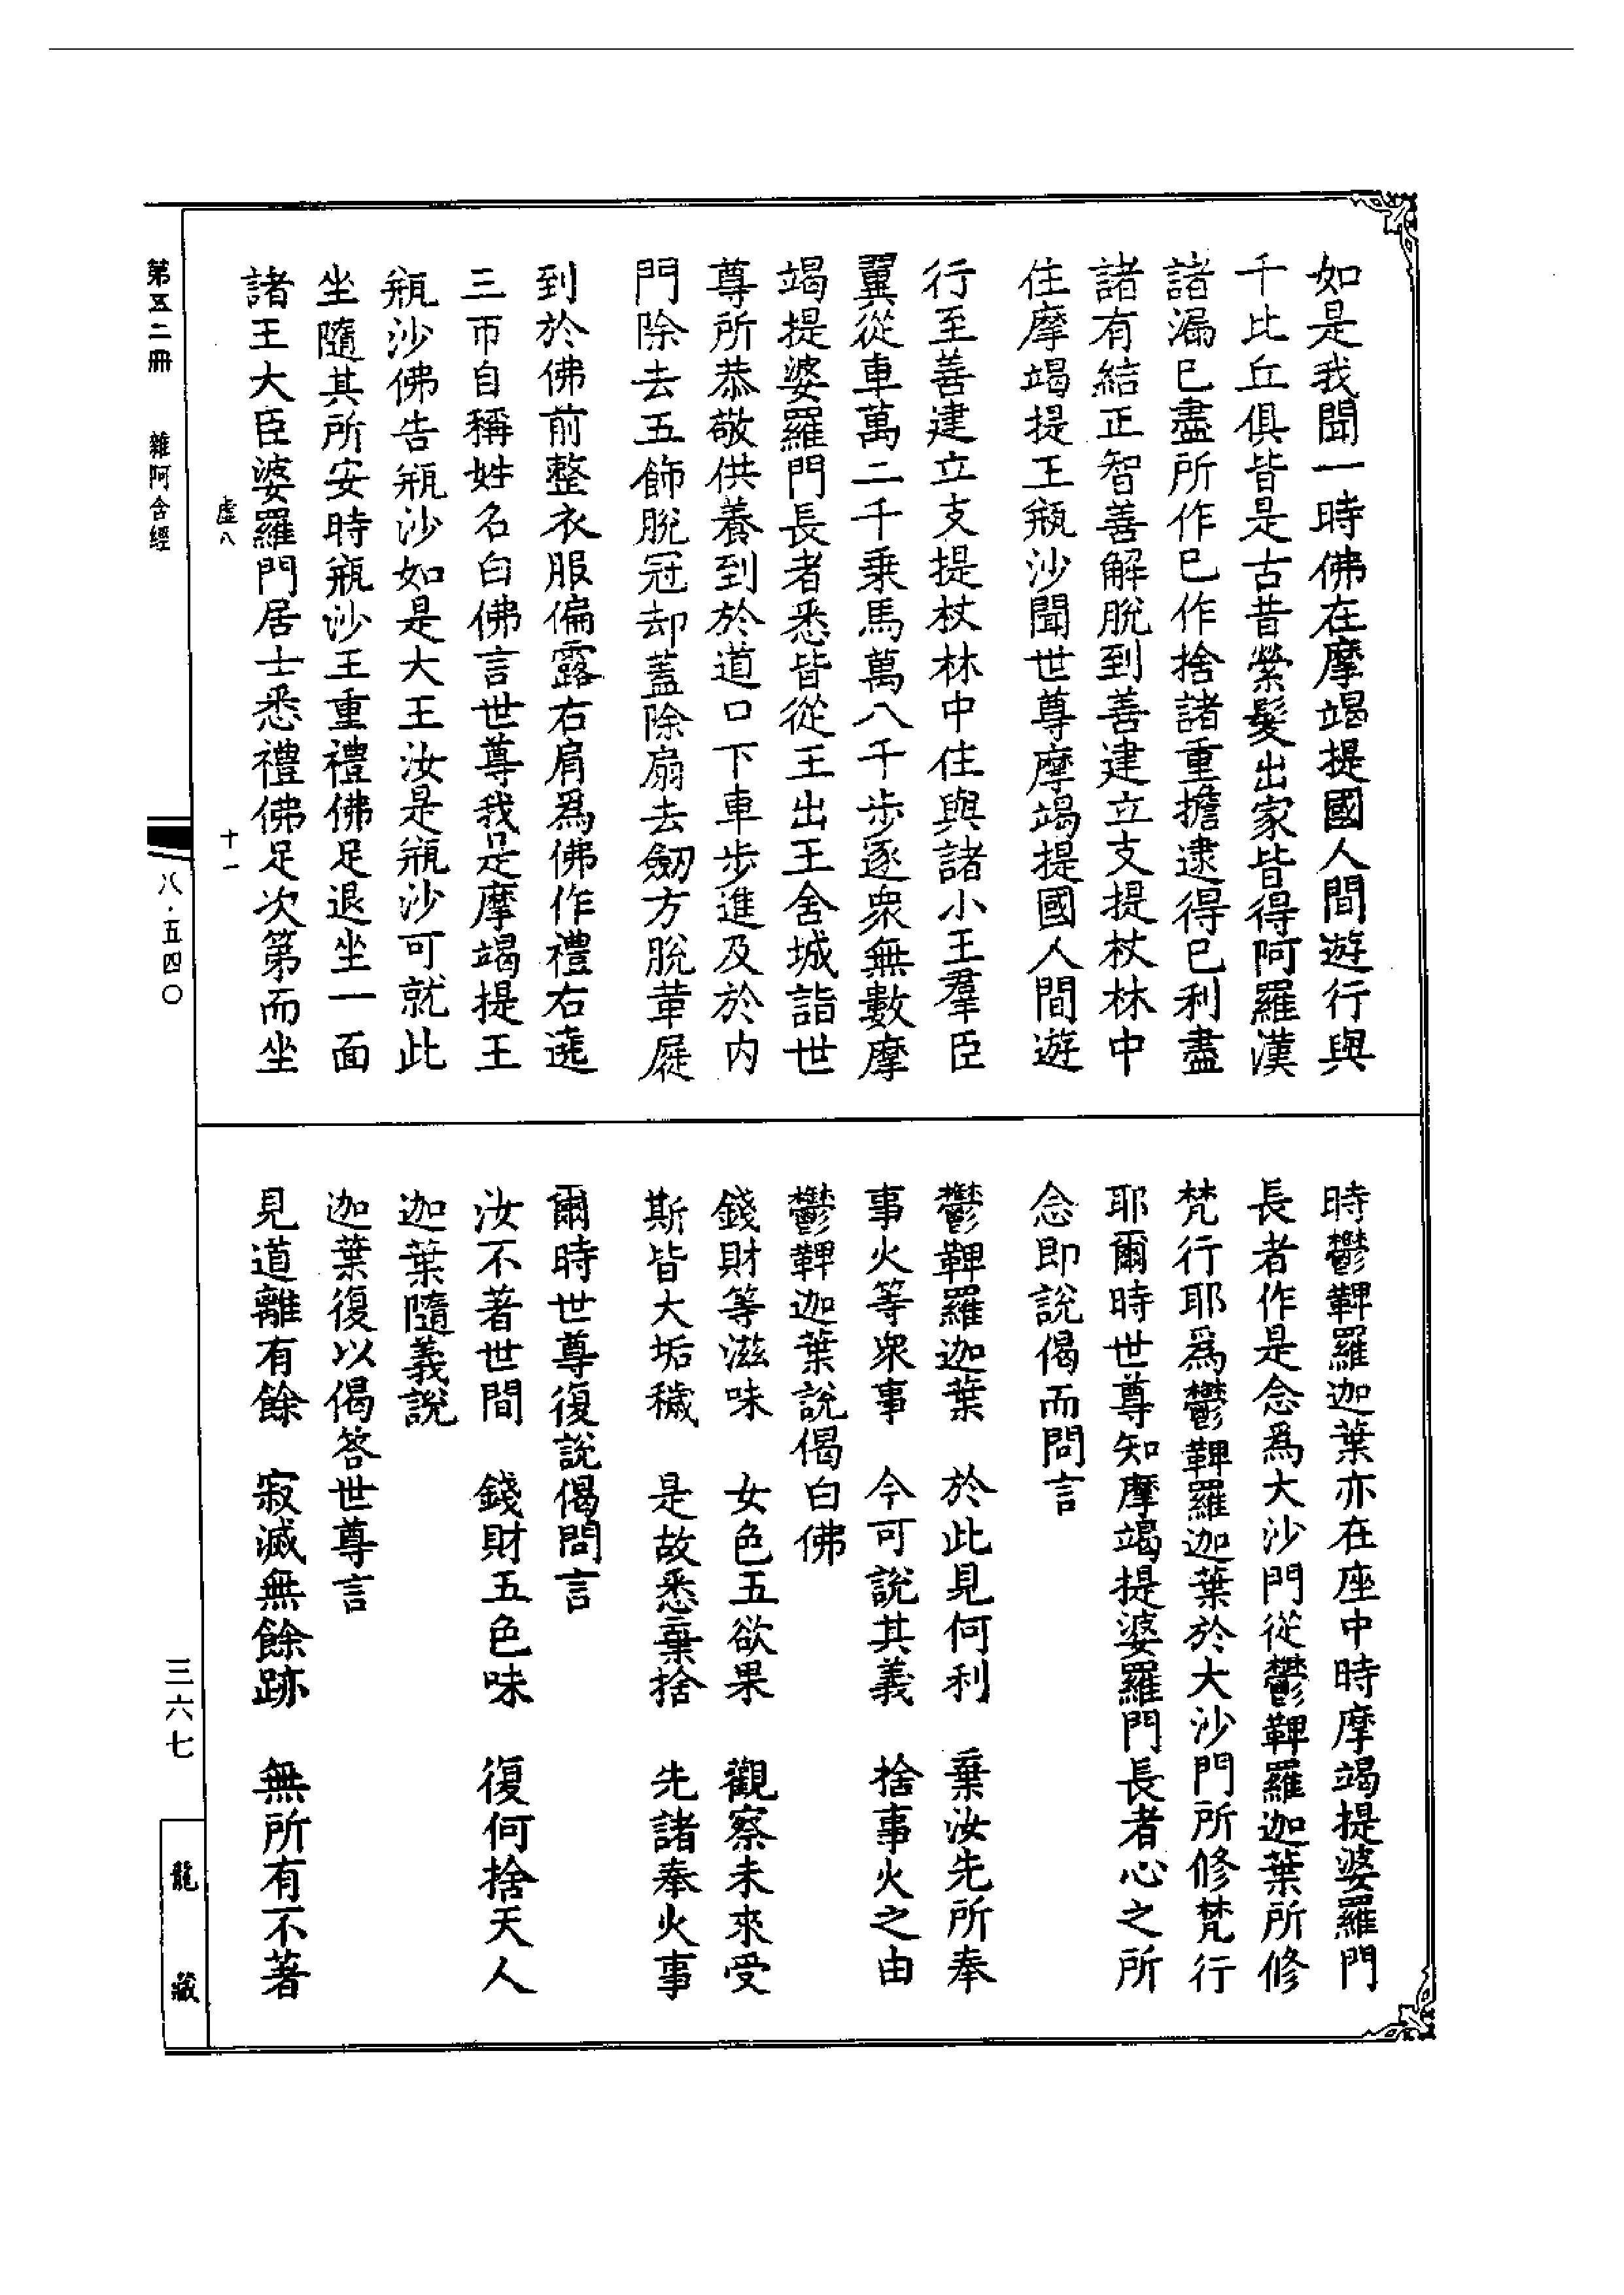 如是我聞一時佛在摩竭提國人間遊行與
千比丘俱皆是古昔縈髮出家皆得阿羅漢
諸漏已盡所作已作捨諸重擔逮得已利盡
諸有結正智善解脫到善建立支提杖林中
住摩竭提王瓶沙聞世尊摩竭提國人間遊
行至善建立支提杖林中住與諸小王羣臣
翼從車萬二千乗馬萬八千步逐衆無數摩
竭提婆羅門長者悉皆從王出王舍城詣世
尊所恭敬供養到於道口下車步進及於内
門除去五飾脫冠却蓋除扇去劒方脫革屣
到於佛前整衣服偏露右肩爲佛作禮右遶
三帀自稱姓名白佛言世尊我是摩竭提王
瓶沙佛告瓶沙如是大王汝是瓶沙可就此
坐隨其所安時瓶沙王重禮佛足退坐一面
諸王大臣婆羅門居士悉禮佛足次第而坐
時鬱鞞羅迦葉亦在座中時摩竭提婆羅門
長者作是念爲大沙門從鬱鞞羅迦葉所修
梵行耶爲鬱鞞羅迦葉於大沙門所修梵行
耶爾時世尊知摩竭提婆羅門長者心之所
念即說偈而問言
鬱鞞羅迦葉　於此見何利　棄汝先所奉
事火等衆事　今可說其義　捨事火之由
鬱鞞迦葉說偈白佛
錢財等滋味　女色五欲果　觀察未來受
斯皆大垢穢　是故悉棄捨　先諸奉火事
爾時世尊復說偈問言
汝不著世間　錢財五色味　復何捨天人
迦葉隨義說
迦葉復以偈答世尊言
見道離有餘　寂滅無餘跡　無所有不著
虛八　十一
第五二冊　雜阿含經　八·五四〇　三六七　龍藏